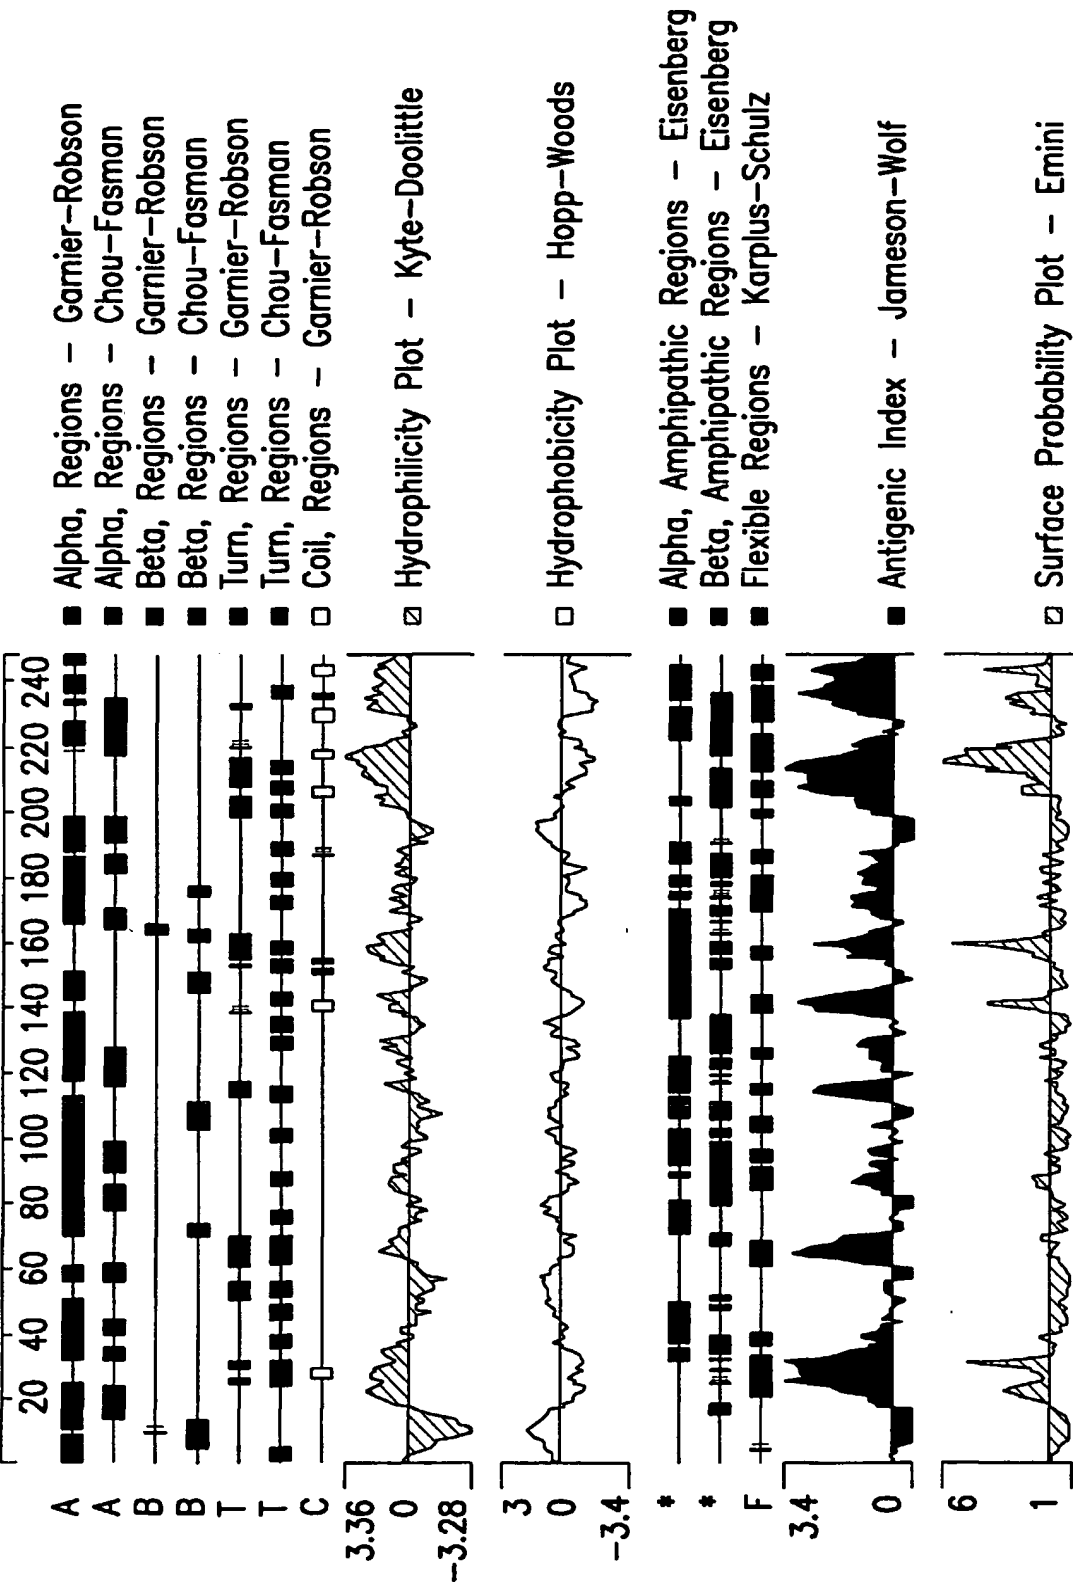 20 40 60 80 100 120 140 160 180 200 220 240
A ■ Alpha, Regions – Garnier–Robson
A ■ Alpha, Regions – Chou–Fasman
B ■ Beta, Regions – Garnier–Robson
B ■ Beta, Regions – Chou–Fasman
T ■ Turn, Regions – Garnier–Robson
T ■ Turn, Regions – Chou–Fasman
C □ Coil, Regions – Garnier–Robson
3.36
0 Hydrophilicity Plot – Kyte–Doolittle
–3.28
3
0 □ Hydrophobicity Plot – Hopp–Woods
–3.4
* ■ Alpha, Amphipathic Regions – Eisenberg
* ■ Beta, Amphipathic Regions – Eisenberg
F ■ Flexible Regions – Karplus–Schulz
3.4
0 ■ Antigenic Index – Jameson–Wolf
6
1 Surface Probability Plot – Emini